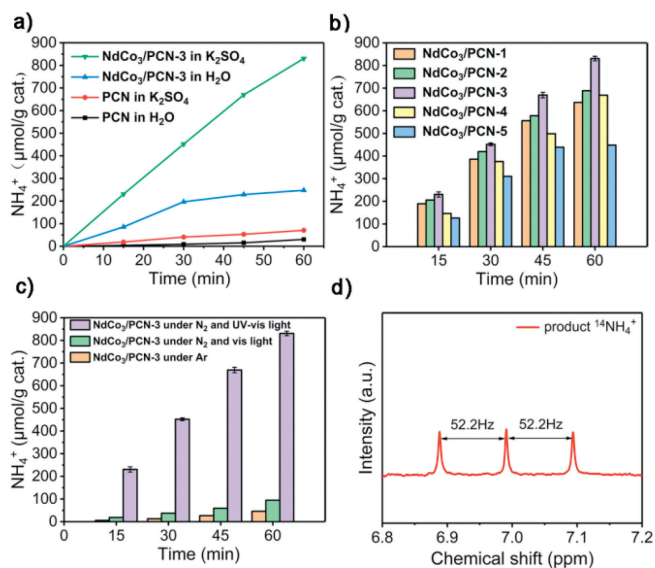 a)
NdCo₃/PCN-3 in K₂SO₄
NdCo₃/PCN-3 in H₂O
PCN in K₂SO₄
PCN in H₂O
NH₄⁺ (μmol/g cat.)
900
800
700
600
500
400
300
200
100
0
0 10 20 30 40 50 60
Time (min)
b)
NdCo₃/PCN-1
NdCo₃/PCN-2
NdCo₃/PCN-3
NdCo₃/PCN-4
NdCo₃/PCN-5
NH₄⁺ (μmol/g cat.)
900
800
700
600
500
400
300
200
100
0
15 30 45 60
Time (min)
c)
NdCo₃/PCN-3 under N₂ and UV-vis light
NdCo₃/PCN-3 under N₂ and vis light
NdCo₃/PCN-3 under Ar
NH₄⁺ (μmol/g cat.)
900
800
700
600
500
400
300
200
100
0
0 15 30 45 60
Time (min)
d)
product ¹⁴NH₄⁺
52.2Hz 52.2Hz
Intensity (a.u.)
6.8 6.9 7.0 7.1 7.2
Chemical shift (ppm)